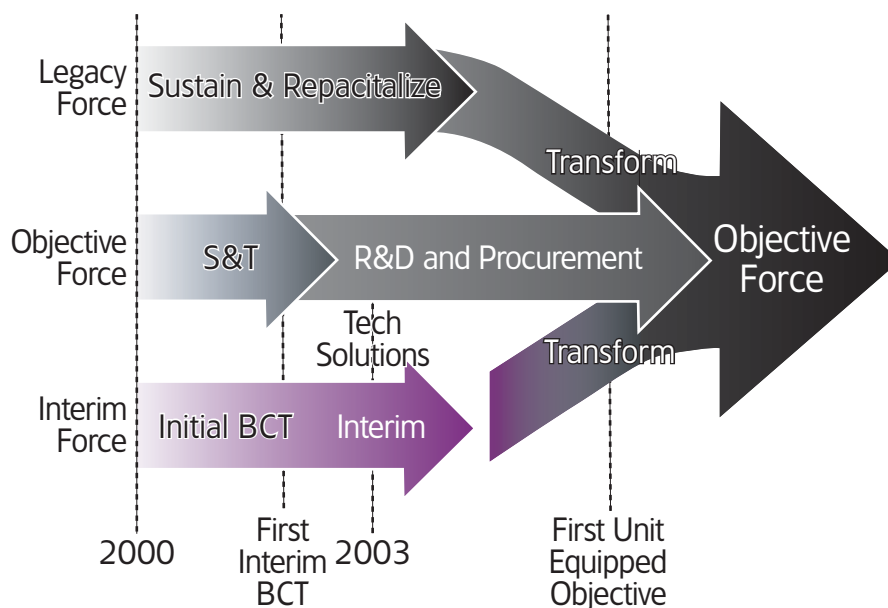 Legacy
Force
Sustain & Repacitalize
Transform
Objective
Force
S&T
R&D and Procurement
Objective
Force
Tech
Solutions
Transform
Interim
Force
Initial BCT
Interim
2000
First
Interim
BCT
2003
First Unit
Equipped
Objective